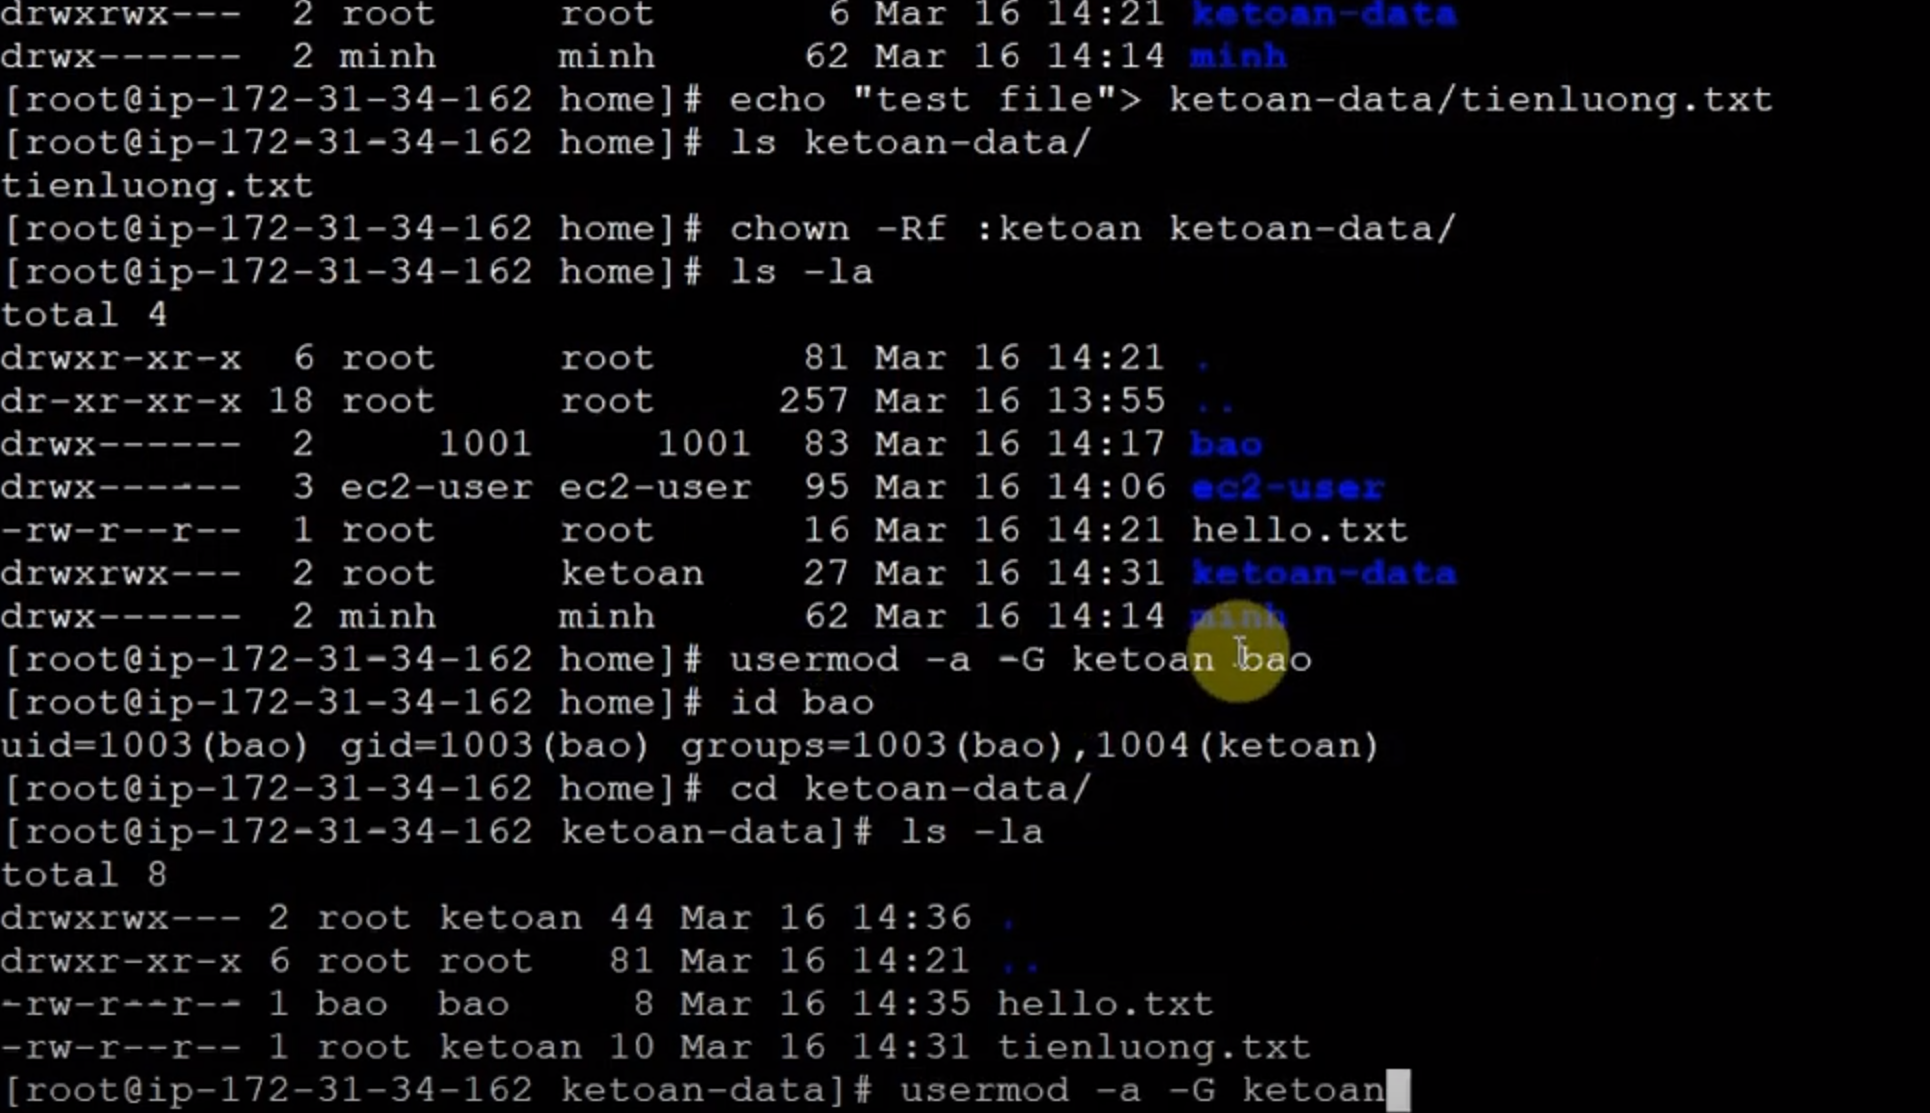 drwxrwx--- 2 root root 6 Mar 16 14:21 ketoan-data
drwx------ 2 minh minh 62 Mar 16 14:14 minh
[root@ip-172-31-34-162 home]# echo "test file"> ketoan-data/tienluong.txt
[root@ip-172-31-34-162 home]# ls ketoan-data/
tienluong.txt
[root@ip-172-31-34-162 home]# chown -Rf :ketoan ketoan-data/
[root@ip-172-31-34-162 home]# ls -la
total 4
drwxr-xr-x 6 root root 81 Mar 16 14:21 .
dr-xr-xr-x 18 root root 257 Mar 16 13:55 ..
drwx------ 2 1001 1001 83 Mar 16 14:17 bao
drwx------ 3 ec2-user ec2-user 95 Mar 16 14:06 ec2-user
-rw-r--r-- 1 root root 16 Mar 16 14:21 hello.txt
drwxrwx--- 2 root ketoan 27 Mar 16 14:31 ketoan-data
drwx------ 2 minh minh 62 Mar 16 14:14 minh
[root@ip-172-31-34-162 home]# usermod -a -G ketoan bao
[root@ip-172-31-34-162 home]# id bao
uid=1003(bao) gid=1003(bao) groups=1003(bao),1004(ketoan)
[root@ip-172-31-34-162 home]# cd ketoan-data/
[root@ip-172-31-34-162 ketoan-data]# ls -la
total 8
drwxrwx--- 2 root ketoan 44 Mar 16 14:36 .
drwxr-xr-x 6 root root 81 Mar 16 14:21 ..
-rw-r--r-- 1 bao bao 8 Mar 16 14:35 hello.txt
-rw-r--r-- 1 root ketoan 10 Mar 16 14:31 tienluong.txt
[root@ip-172-31-34-162 ketoan-data]# usermod -a -G ketoan